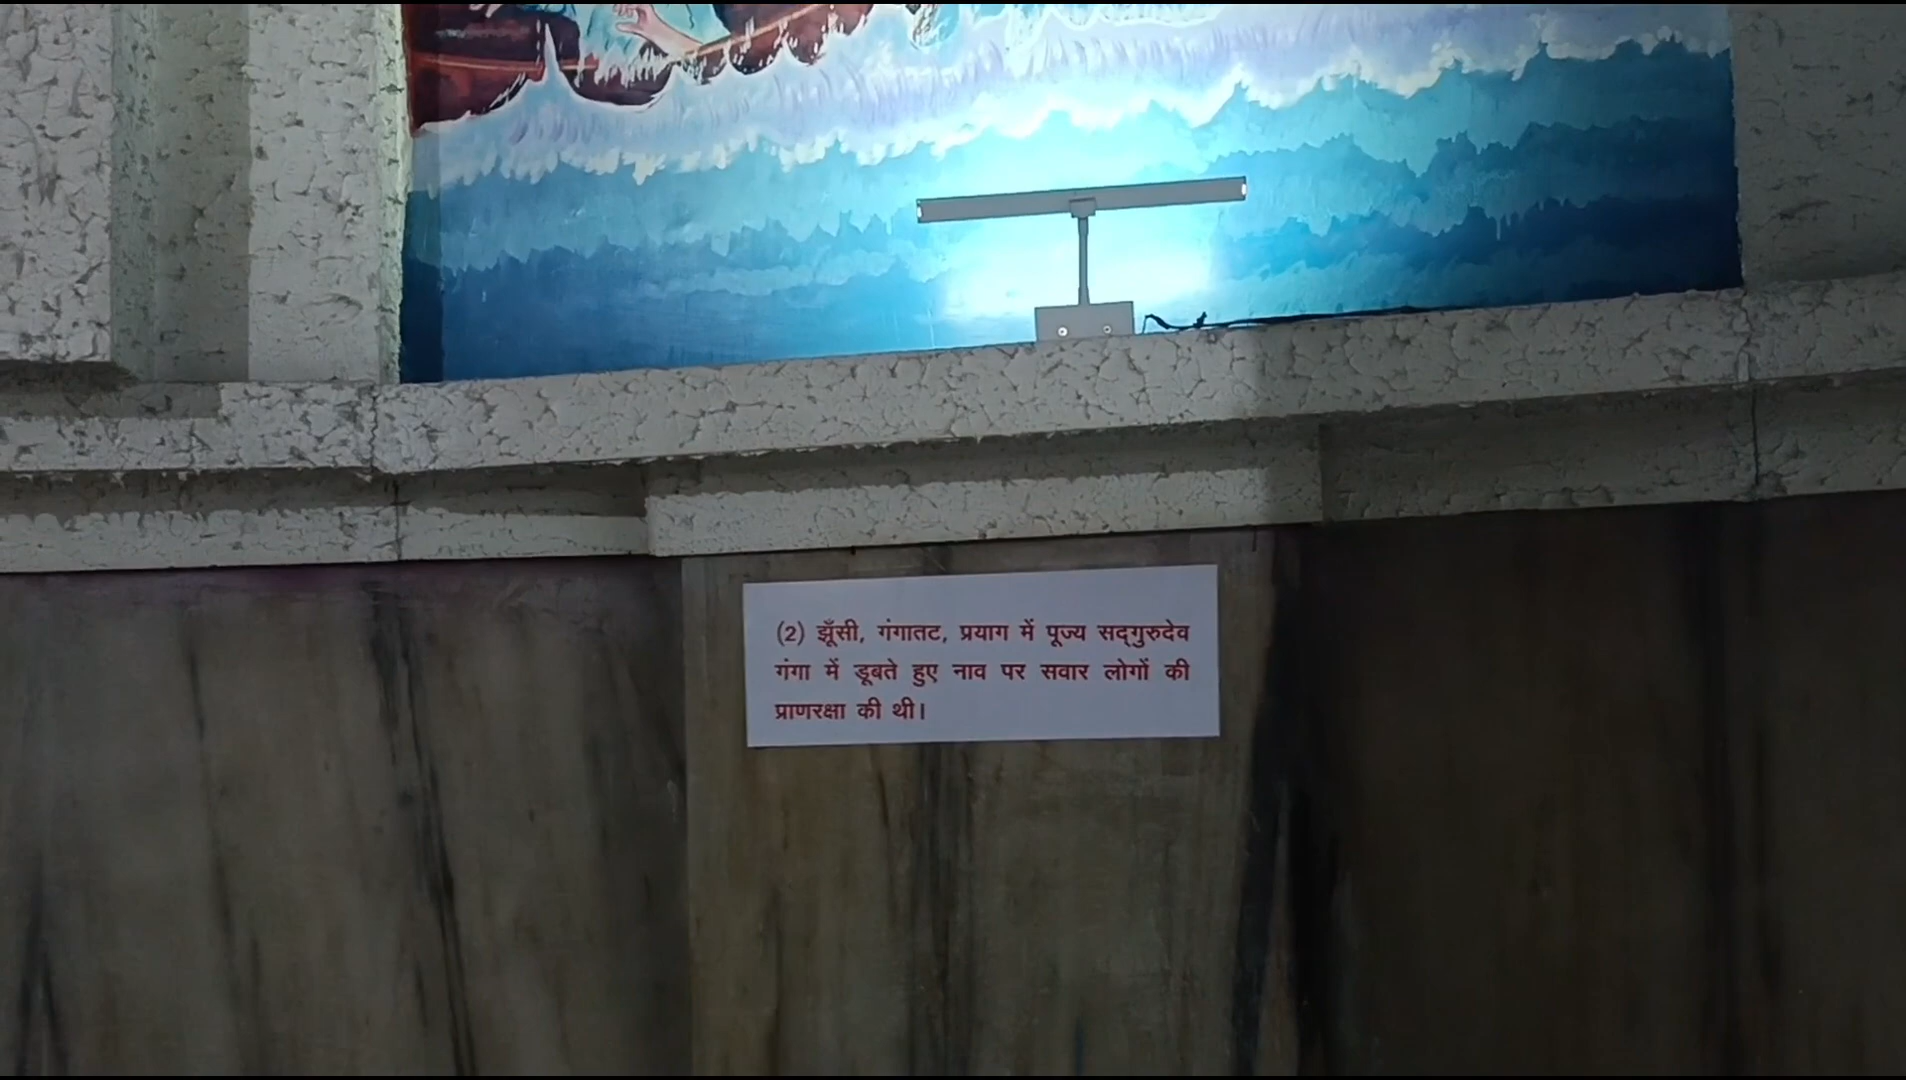 (2) झूँसी, गंगातट, प्रयाग में पूज्य सद्‌गुरुदेव
गंगा में डूबते हुए नाव पर सवार लोगों की
प्राणरक्षा की थी।